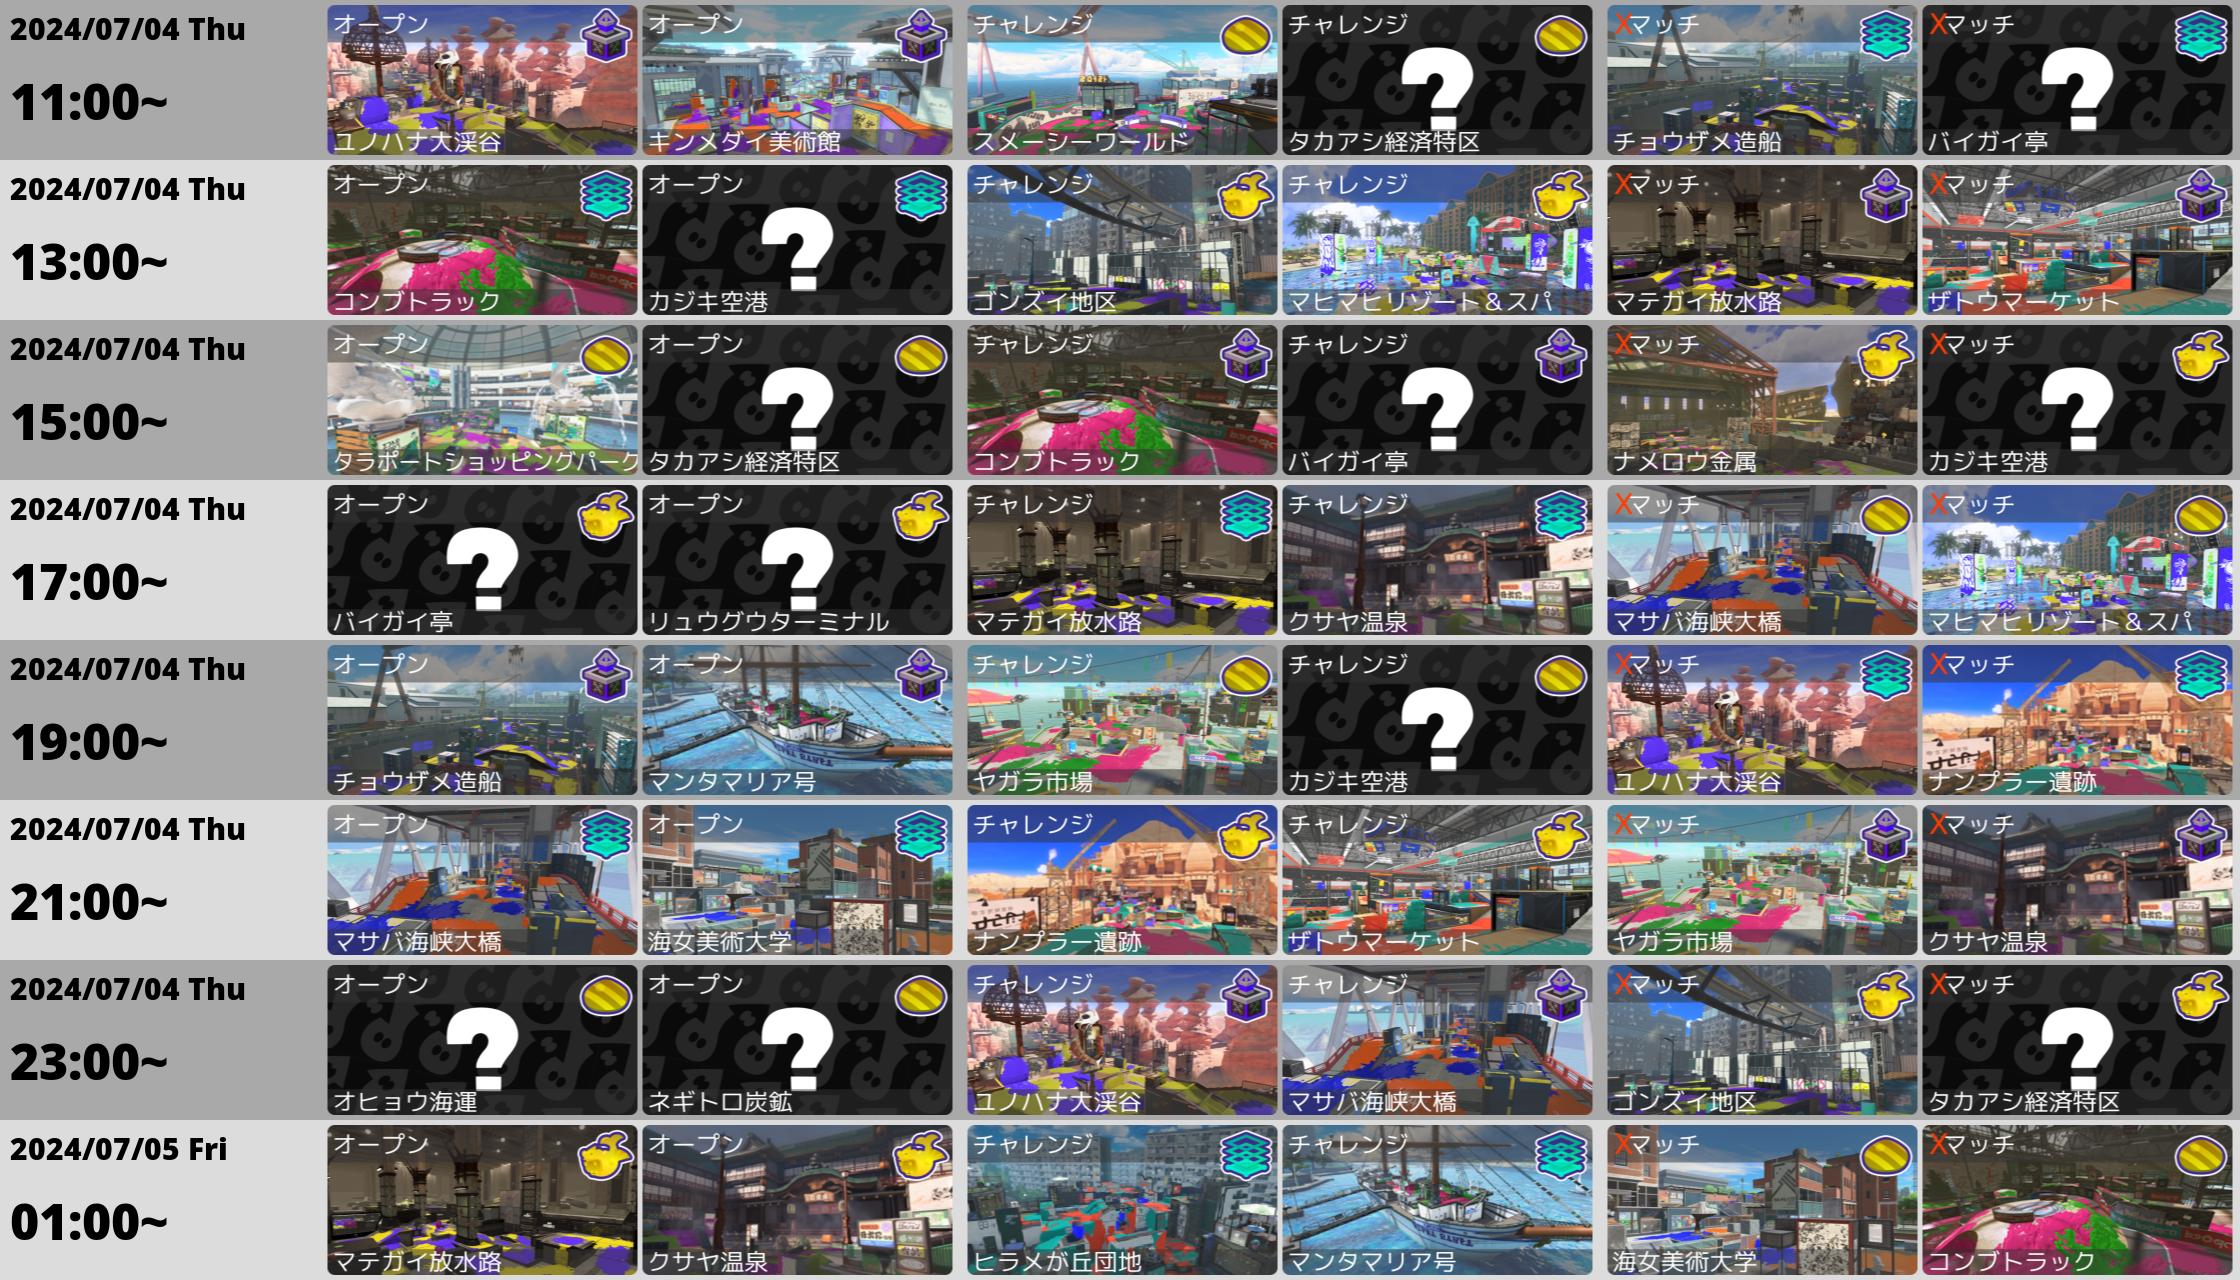 2024/07/04 Thu
11:00~
オープン
ユノハナ大渓谷
オープン
キンメダイ美術館
チャレンジ
スメーシーワールド
チャレンジ
タカアシ経済特区
Xマッチ
チョウザメ造船
Xマッチ
バイガイ亭
2024/07/04 Thu
13:00~
オープン
コンブトラック
オープン
カジキ空港
チャレンジ
ゴンズイ地区
チャレンジ
マヒマヒリゾート＆スパ
Xマッチ
マテガイ放水路
Xマッチ
ザトウマーケット
2024/07/04 Thu
15:00~
オープン
タラポートショッピングパーク
オープン
タカアシ経済特区
チャレンジ
コンブトラック
チャレンジ
バイガイ亭
Xマッチ
ナメロウ金属
Xマッチ
カジキ空港
2024/07/04 Thu
17:00~
オープン
バイガイ亭
オープン
リュウグウターミナル
チャレンジ
マテガイ放水路
チャレンジ
クサヤ温泉
Xマッチ
マサバ海峡大橋
Xマッチ
マヒマヒリゾート＆スパ
2024/07/04 Thu
19:00~
オープン
チョウザメ造船
オープン
マンタマリア号
チャレンジ
ヤガラ市場
チャレンジ
カジキ空港
Xマッチ
ユノハナ大渓谷
Xマッチ
ナンプラー遺跡
2024/07/04 Thu
21:00~
オープン
マサバ海峡大橋
オープン
海女美術大学
チャレンジ
ナンプラー遺跡
チャレンジ
ザトウマーケット
Xマッチ
ヤガラ市場
Xマッチ
クサヤ温泉
2024/07/04 Thu
23:00~
オープン
オヒョウ海運
オープン
ネギトロ炭鉱
チャレンジ
ユノハナ大渓谷
チャレンジ
マサバ海峡大橋
Xマッチ
ゴンズイ地区
Xマッチ
タカアシ経済特区
2024/07/05 Fri
01:00~
オープン
マテガイ放水路
オープン
クサヤ温泉
チャレンジ
ヒラメが丘団地
チャレンジ
マンタマリア号
Xマッチ
海女美術大学
Xマッチ
コンブトラック